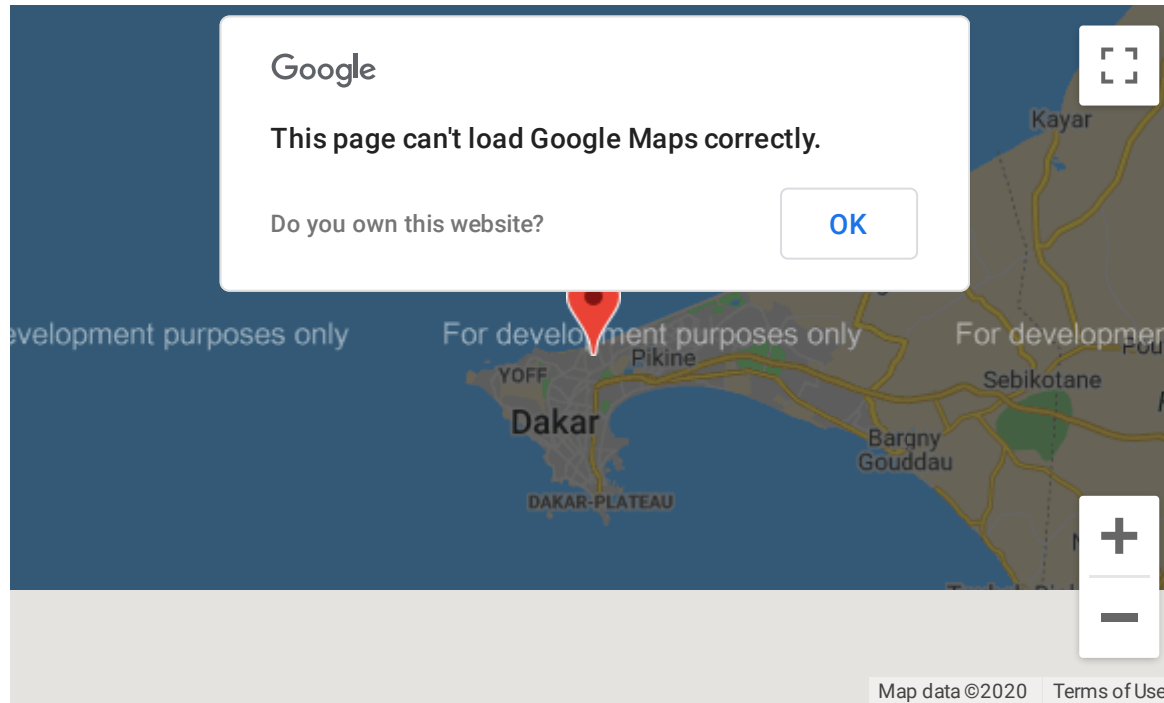 Google
This page can't load Google Maps correctly.
Do you own this website?
OK
Kayar
evelopment purposes only
For development purposes only
For developmen
Pikine
YOFF
Sebikotane
Dakar
Bargny
Gouddau
DAKAR-PLATEAU
Map data ©2020
Terms of Use